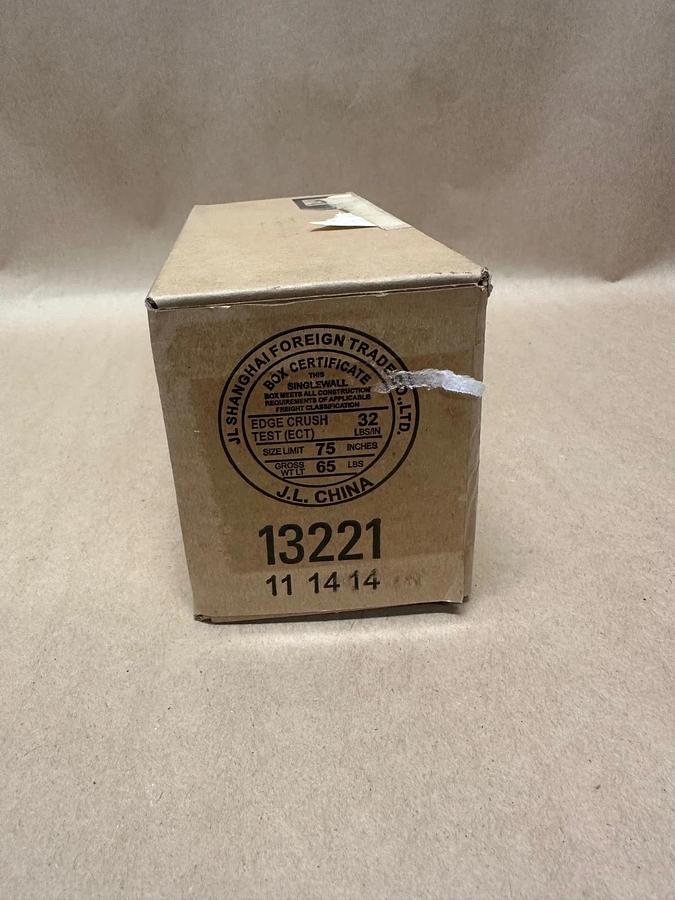 JL SHANGHAI FOREIGN TRADE CO.,LTD.
BOX CERTIFICATE
THIS
SINGLEWALL
BOX MEETS ALL CONSTRUCTION
REQUIREMENTS OF APPLICABLE
FREIGHT CLASSIFICATION
EDGE CRUSH
TEST (ECT)
32
LBS/IN
SIZE LIMIT 75 INCHES
GROSS
WT LT
65 LBS
J.L. CHINA
13221
11 14 14